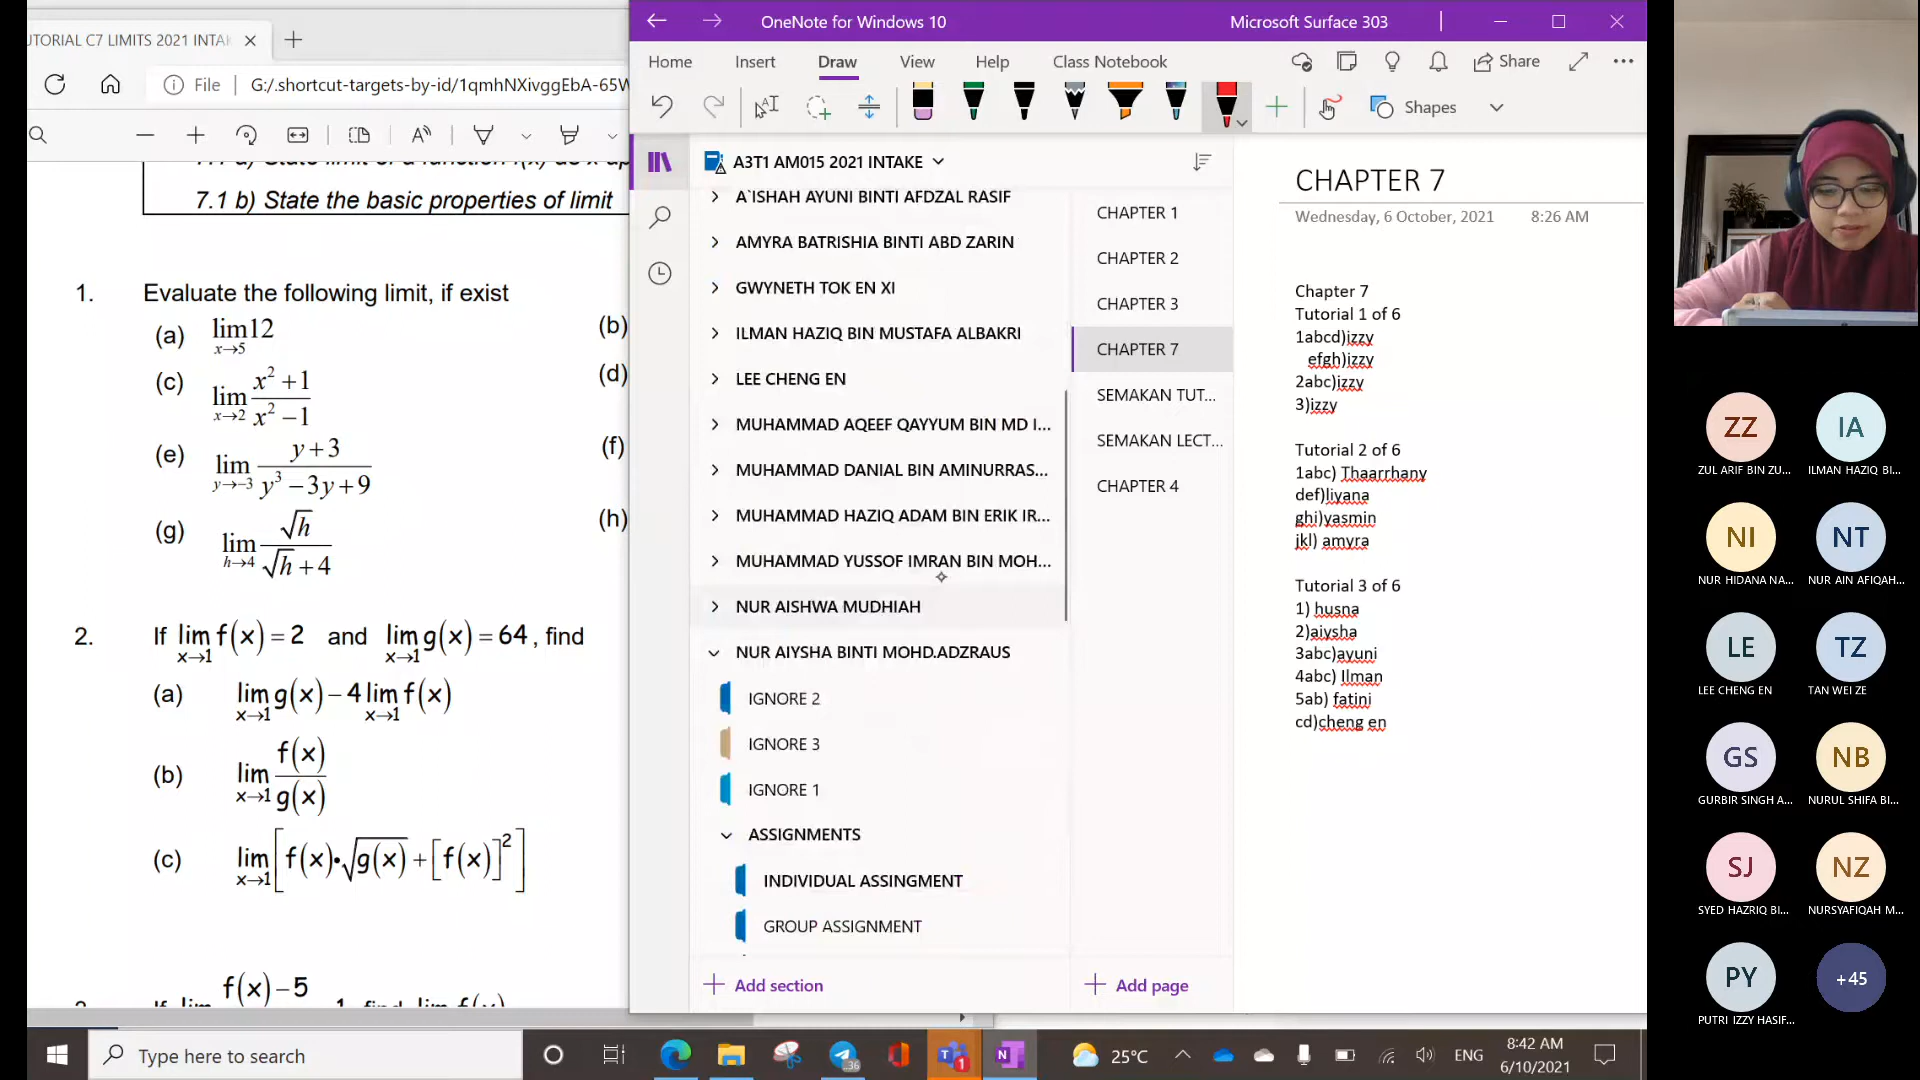 UTORIAL C7 LIMITS 2021 INTAK
File
G:/.shortcut-targets-by-id/1qmhNXivggEbA-65W
7.1 b) State the basic properties of limit
1. Evaluate the following limit, if exist
(a) lim x→5 12
(b)
(c) lim x→2 (x² + 1)/(x² − 1)
(d)
(e) lim y→−3 (y + 3)/(y³ − 3y + 9)
(f)
(g) lim h→4 √h/(√h + 4)
(h)
2. If lim x→1 f(x) = 2 and lim x→1 g(x) = 64, find
(a) lim x→1 g(x) − 4 lim x→1 f(x)
(b) lim x→1 f(x)/g(x)
(c) lim x→1 [f(x)•√g(x) + [f(x)]²]
f(x) − 5
OneNote for Windows 10
Microsoft Surface 303
Home Insert Draw View Help Class Notebook
Share
Shapes
A3T1 AM015 2021 INTAKE
A`ISHAH AYUNI BINTI AFDZAL RASIF
AMYRA BATRISHIA BINTI ABD ZARIN
GWYNETH TOK EN XI
ILMAN HAZIQ BIN MUSTAFA ALBAKRI
LEE CHENG EN
MUHAMMAD AQEEF QAYYUM BIN MD I...
MUHAMMAD DANIAL BIN AMINURRAS...
MUHAMMAD HAZIQ ADAM BIN ERIK IR...
MUHAMMAD YUSSOF IMRAN BIN MOH...
NUR AISHWA MUDHIAH
NUR AIYSHA BINTI MOHD.ADZRAUS
IGNORE 2
IGNORE 3
IGNORE 1
ASSIGNMENTS
INDIVIDUAL ASSINGMENT
GROUP ASSIGNMENT
Add section
CHAPTER 1
CHAPTER 2
CHAPTER 3
CHAPTER 7
SEMAKAN TUT...
SEMAKAN LECT...
CHAPTER 4
Add page
CHAPTER 7
Wednesday, 6 October, 2021 8:26 AM
Chapter 7
Tutorial 1 of 6
1abcd)izzy
efgh)izzy
2abc)izzy
3)izzy
Tutorial 2 of 6
1abc) Thaarrhany
def)liyana
ghi)yasmin
jkl) amyra
Tutorial 3 of 6
1) husna
2)aiysha
3abc)ayuni
4abc) Ilman
5ab) fatini
cd)cheng en
ZZ
ZUL ARIF BIN ZU...
IA
ILMAN HAZIQ BI...
NI
NUR HIDANA NA...
NT
NUR AIN AFIQAH...
LE
LEE CHENG EN
TZ
TAN WEI ZE
GS
GURBIR SINGH A...
NB
NURUL SHIFA BI...
SJ
SYED HAZRIQ BI...
NZ
NURSYAFIQAH M...
PY
PUTRI IZZY HASIF...
+45
Type here to search
36
1
25°C
ENG
8:42 AM
6/10/2021